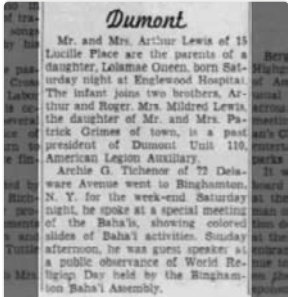 Dumont
Mr. and Mrs. Arthur Lewis of 15
Lucille Place are the parents of a
daughter, Lolamae Queen, born Sat-
urday night at Englewood Hospital.
The infant joins two brothers, Ar-
thur and Roger. Mrs. Mildred Lewis,
the daughter of Mr. and Mrs. Pa-
trick Grimes of town, is a past
president of Dumont Unit 110,
American Legion Auxiliary.
Archie G. Tichenor of 72 Dela-
ware Avenue went to Binghamton,
N. Y. for the week-end Saturday
night, he spoke at a special meeting
of the Baha'is, showing colored
slides of Baha'i activities. Sunday
afternoon, he was guest speaker at
a public observance of World Re-
ligion Day held by the Bingham-
ton Baha'i Assembly.